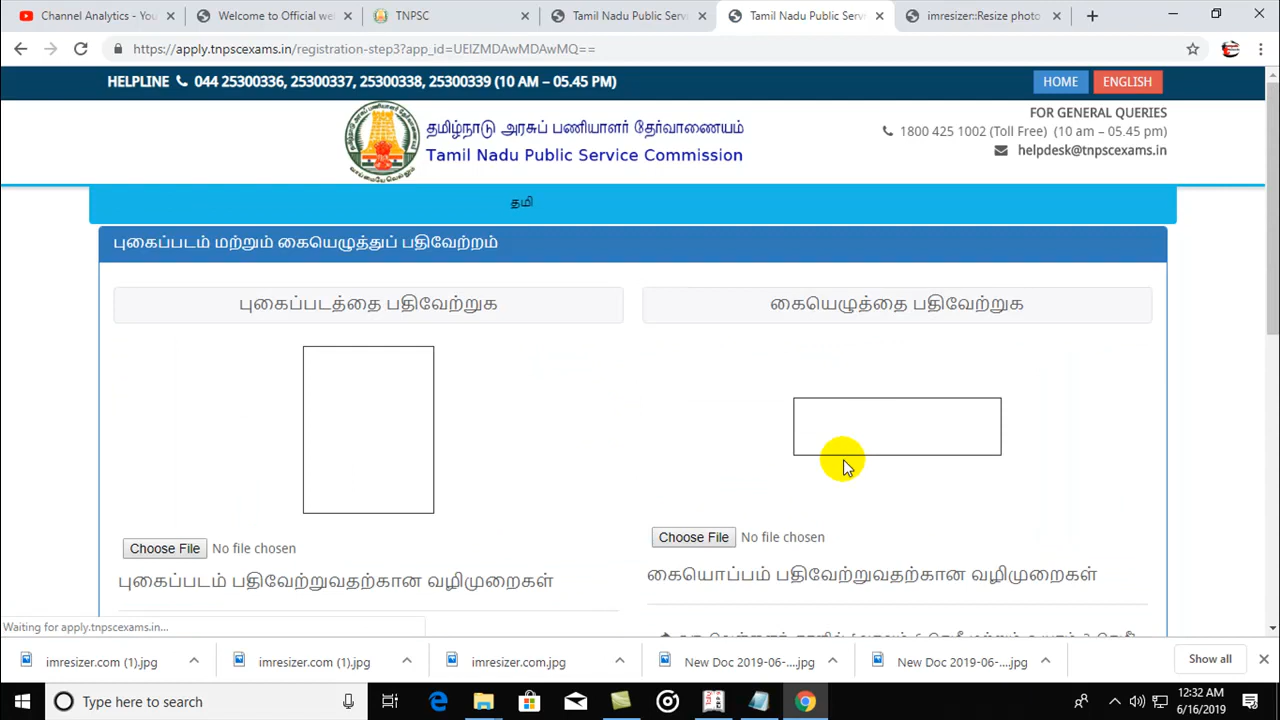 Channel Analytics - You
Welcome to Official we
TNPSC
Tamil Nadu Public Servi
Tamil Nadu Public Servi
imresizer::Resize photo
https://apply.tnpscexams.in/registration-step3?app_id=UElZMDAwMDAwMQ==
HELPLINE 044 25300336, 25300337, 25300338, 25300339 (10 AM – 05.45 PM)
HOME
ENGLISH
தமிழ்நாடு அரசுப் பணியாளர் தேர்வாணையம்
Tamil Nadu Public Service Commission
FOR GENERAL QUERIES
1800 425 1002 (Toll Free) (10 am – 05.45 pm)
helpdesk@tnpscexams.in
தமி
புகைப்படம் மற்றும் கையெழுத்துப் பதிவேற்றம்
புகைப்படத்தை பதிவேற்றுக
கையெழுத்தை பதிவேற்றுக
Choose File No file chosen
Choose File No file chosen
புகைப்படம் பதிவேற்றுவதற்கான வழிமுறைகள்
கையொப்பம் பதிவேற்றுவதற்கான வழிமுறைகள்
Waiting for apply.tnpscexams.in...
imresizer.com (1).jpg
imresizer.com (1).jpg
imresizer.com.jpg
New Doc 2019-06-....jpg
New Doc 2019-06-....jpg
Show all
Type here to search
12:32 AM
6/16/2019